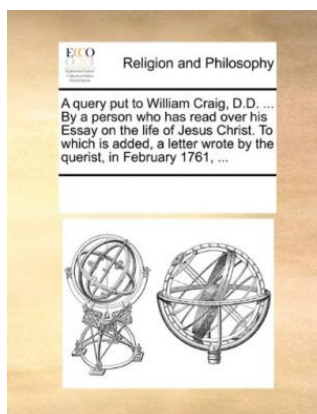 ECCO
Religion and Philosophy
A query put to William Craig, D.D. ...
By a person who has read over his
Essay on the life of Jesus Christ. To
which is added, a letter wrote by the
querist, in February 1761, ...